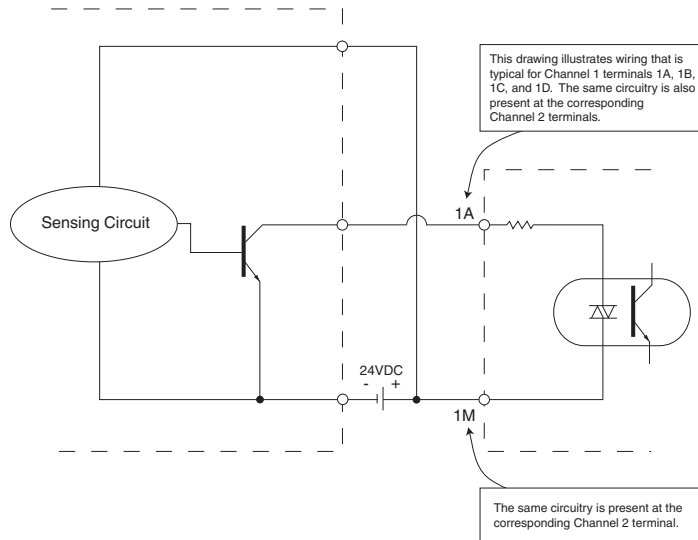 This drawing illustrates wiring that is
typical for Channel 1 terminals 1A, 1B,
1C, and 1D. The same circuitry is also
present at the corresponding
Channel 2 terminals.
Sensing Circuit
1A
24VDC
- +
1M
The same circuitry is present at the
corresponding Channel 2 terminal.